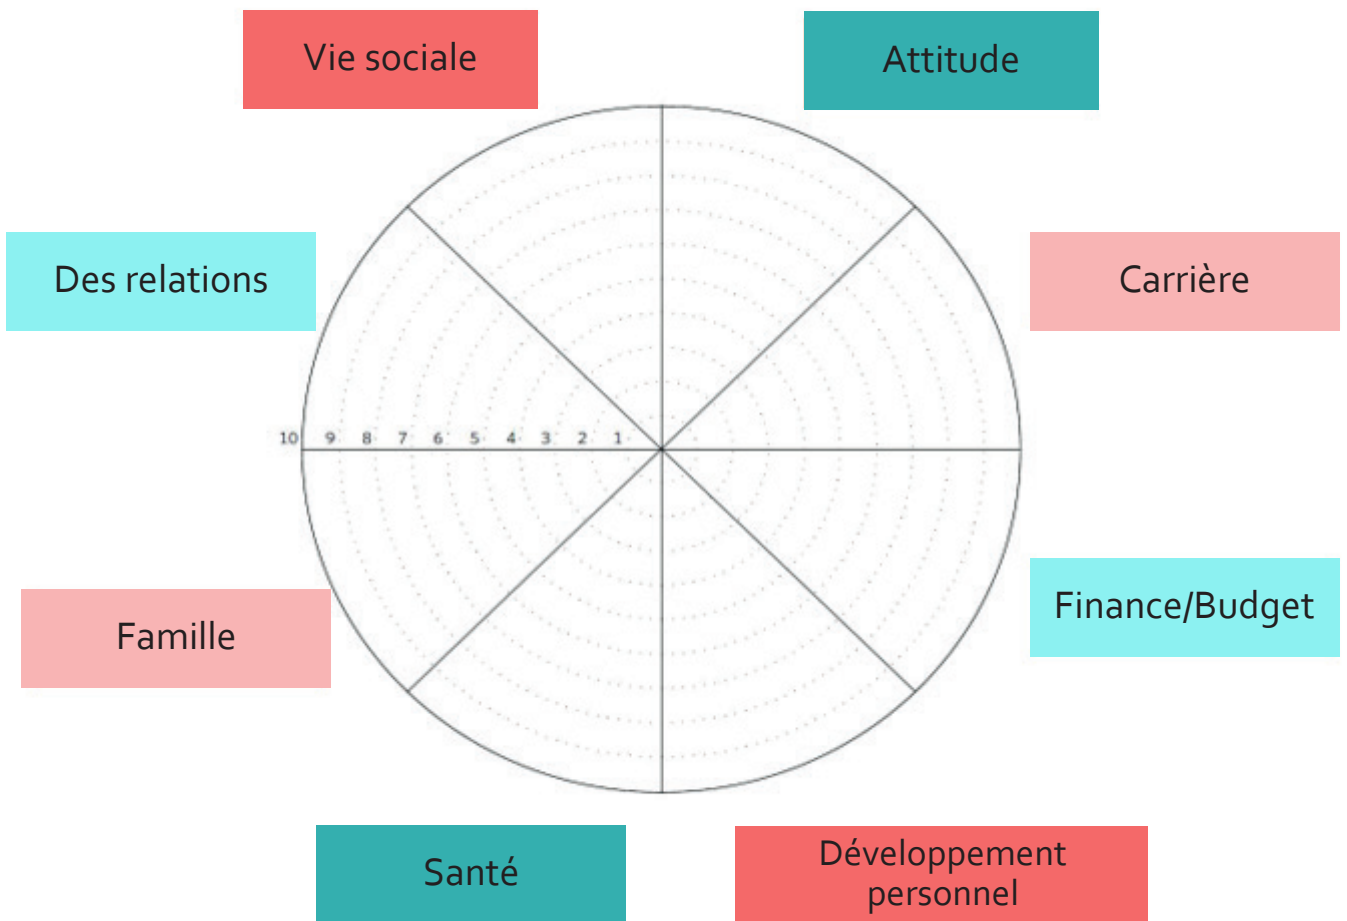 Vie sociale
Attitude
Des relations
Carrière
10 9 8 7 6 5 4 3 2 1
Finance/Budget
Famille
Santé
Développement
personnel